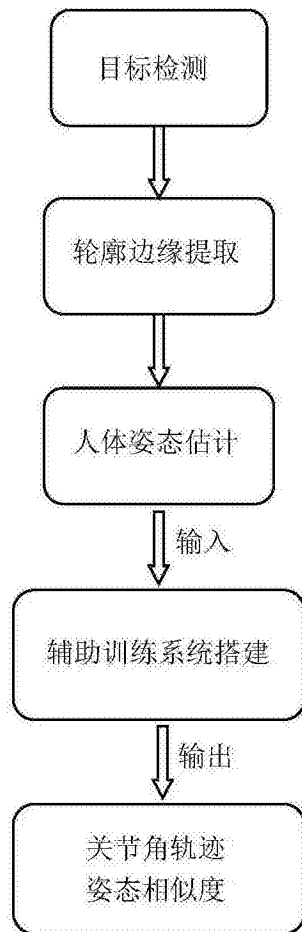 目标检测
轮廓边缘提取
人体姿态估计
输入
辅助训练系统搭建
输出
关节角轨迹
姿态相似度